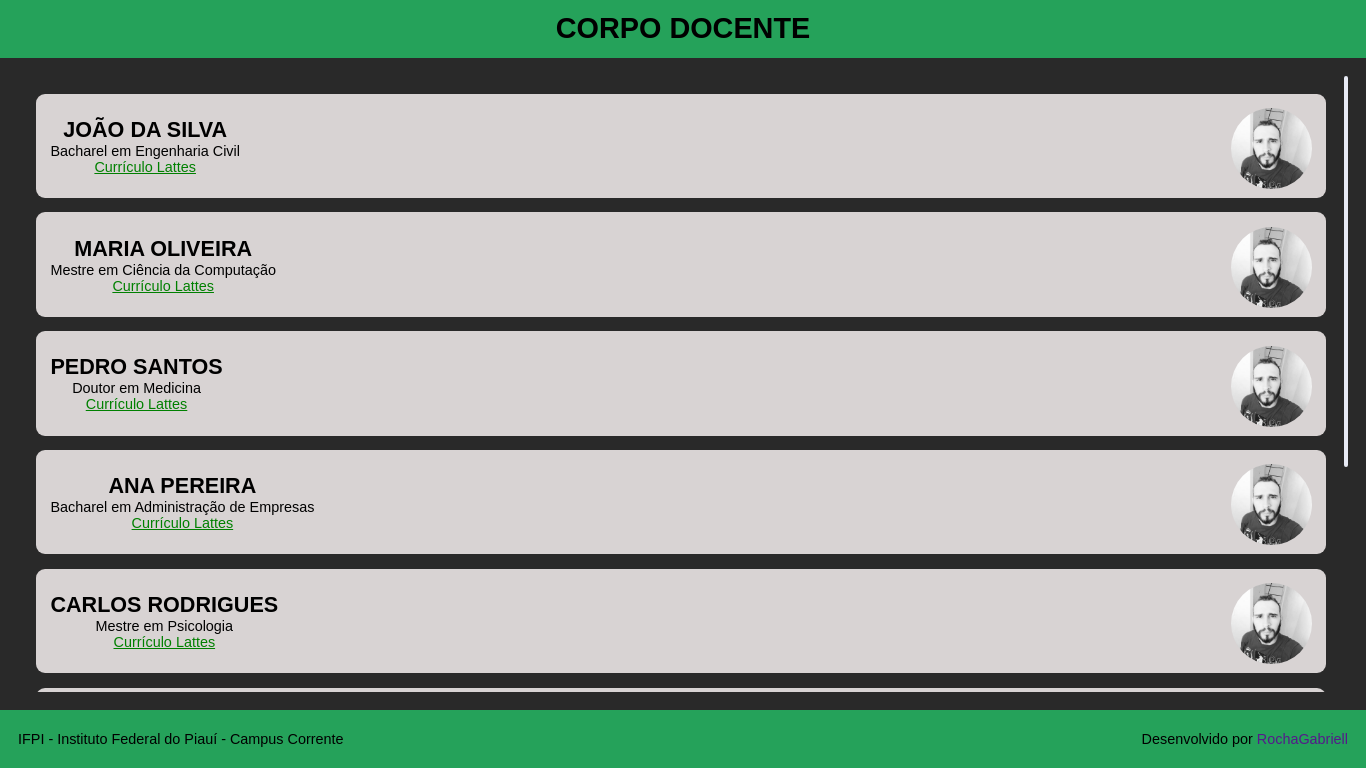 CORPO DOCENTE
JOÃO DA SILVA
Bacharel em Engenharia Civil
Currículo Lattes
MARIA OLIVEIRA
Mestre em Ciência da Computação
Currículo Lattes
PEDRO SANTOS
Doutor em Medicina
Currículo Lattes
ANA PEREIRA
Bacharel em Administração de Empresas
Currículo Lattes
CARLOS RODRIGUES
Mestre em Psicologia
Currículo Lattes
IFPI - Instituto Federal do Piauí - Campus Corrente
Desenvolvido por RochaGabriell